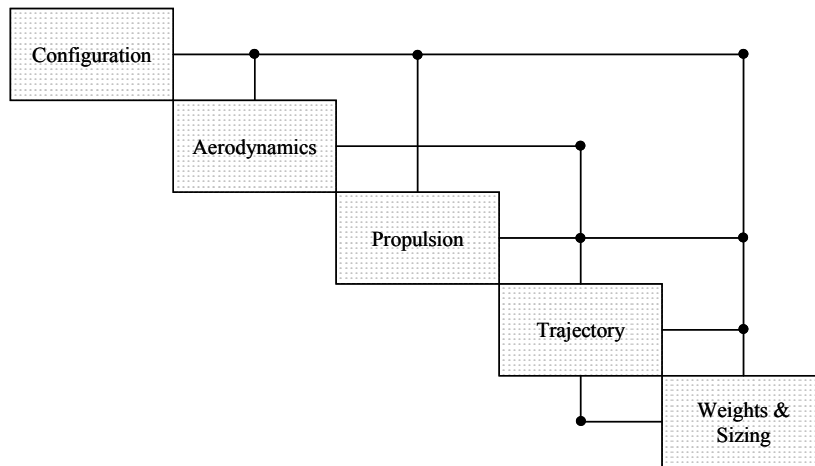 Configuration
Aerodynamics
Propulsion
Trajectory
Weights &
Sizing